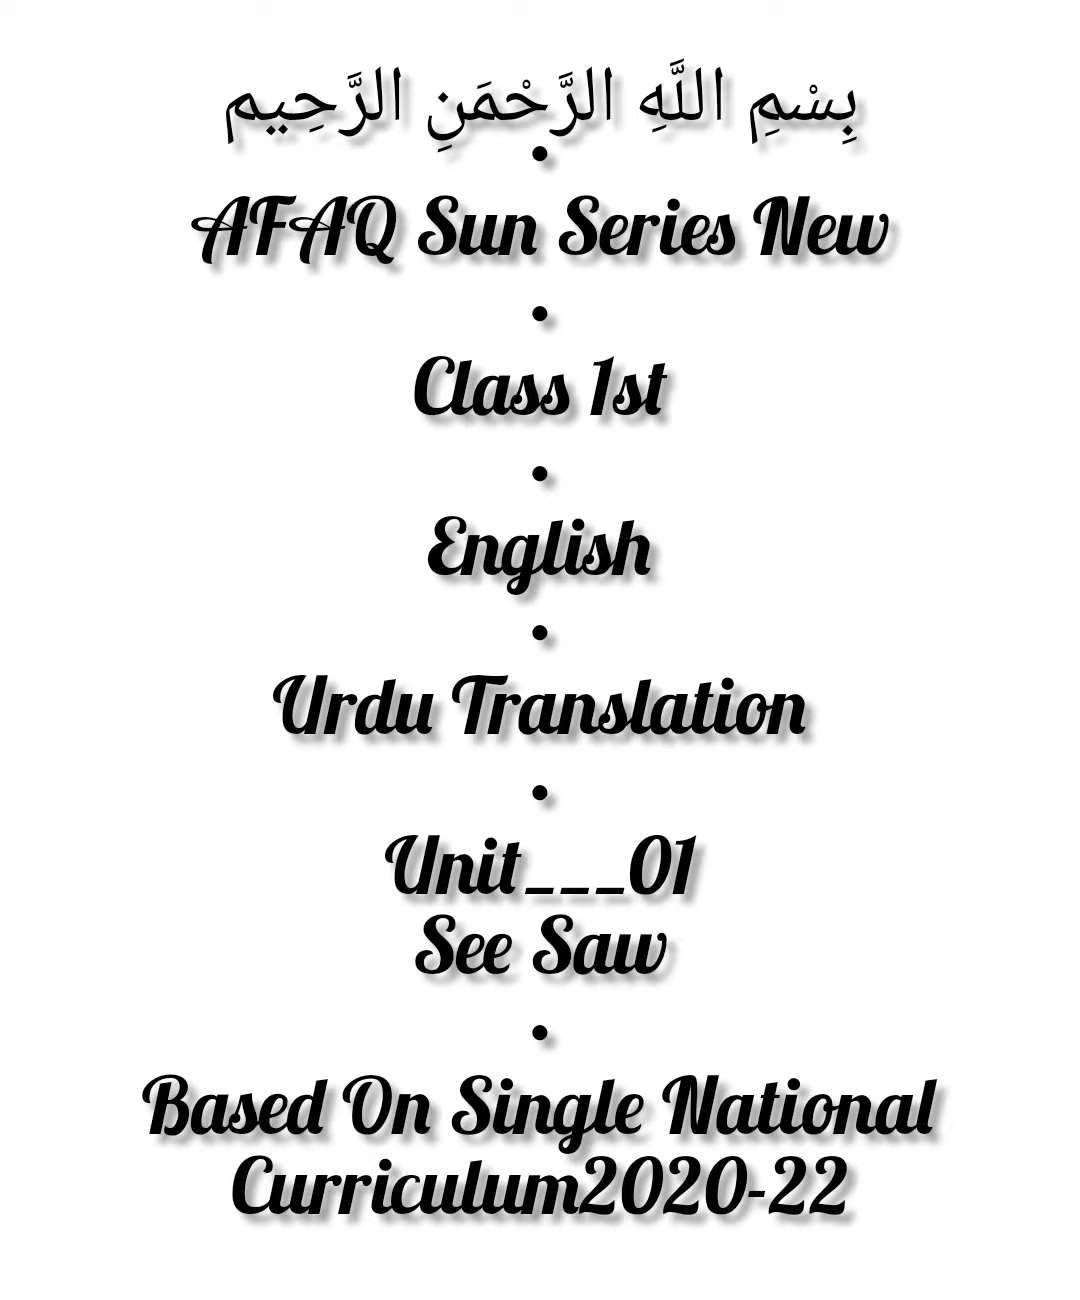 بِسْمِ اللَّهِ الرَّحْمَنِ الرَّحِيم
•
AFAQ Sun Series New
•
Class 1st
•
English
•
Urdu Translation
•
Unit___01
See Saw
•
Based On Single National
Curriculum2020-22